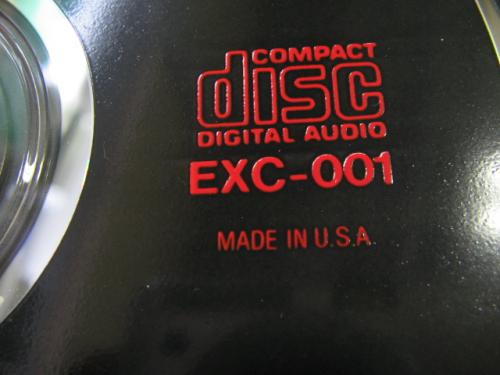 COMPACT
disc
DIGITAL AUDIO
EXC-001
MADE IN U.S.A.